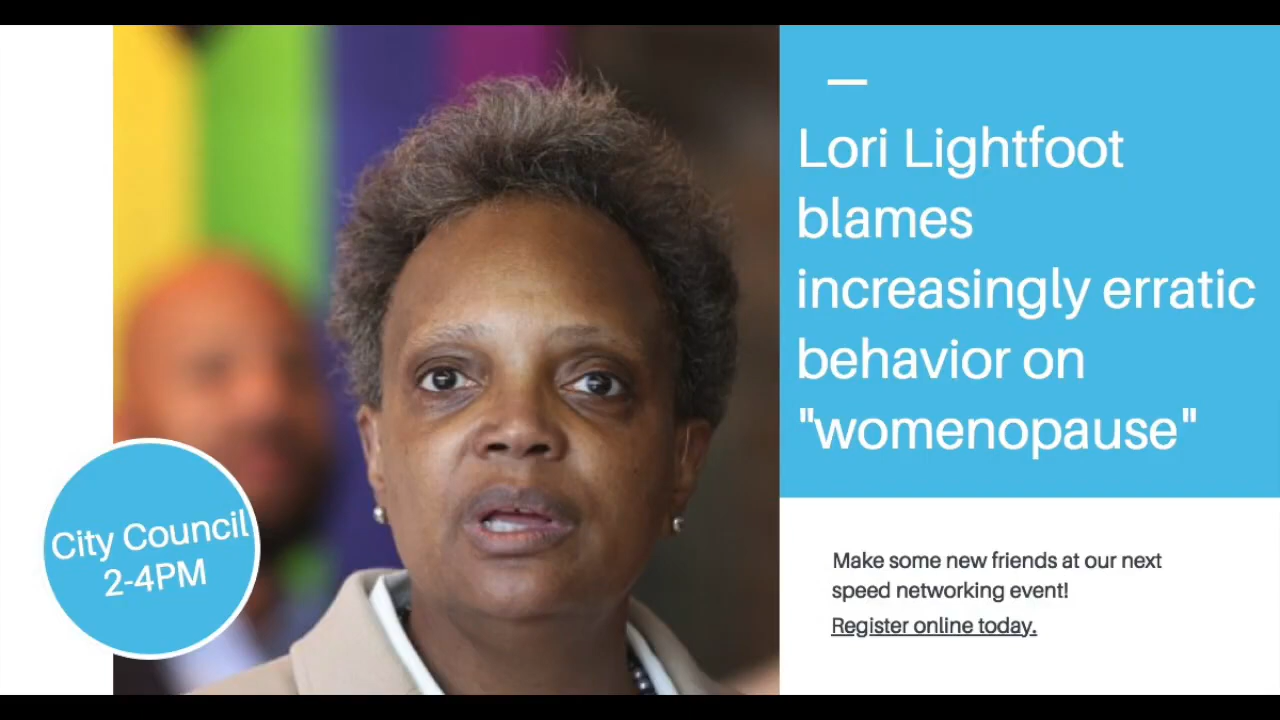 Lori Lightfoot
blames
increasingly erratic
behavior on
"womenopause"
City Council
2-4PM
Make some new friends at our next
speed networking event!
Register online today.